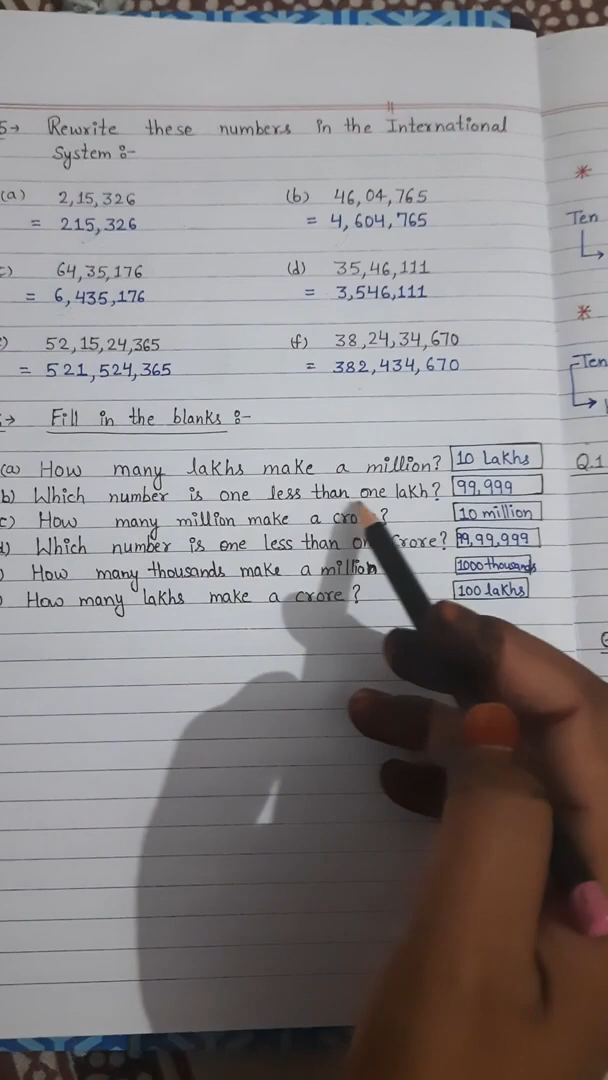 5→ Rewrite these numbers in the International
System :-
(a) 2,15,326 (b) 46,04,765
= 215,326 = 4,604,765
64,35,176 (d) 35,46,111
= 6,435,176 = 3,546,111
52,15,24,365 (f) 38,24,34,670
= 521,524,365 = 382,434,670
Fill in the blanks :-
(a) How many lakhs make a million? 10 Lakhs
b) Which number is one less than one lakh? 99,999
c) How many million make a cro ? 10 million
d) Which number is one less than crore? 99,99,999
How many thousands make a million 1000 thousands
How many lakhs make a crore? 100 lakhs
*
Ten
*
Ten
Q.1